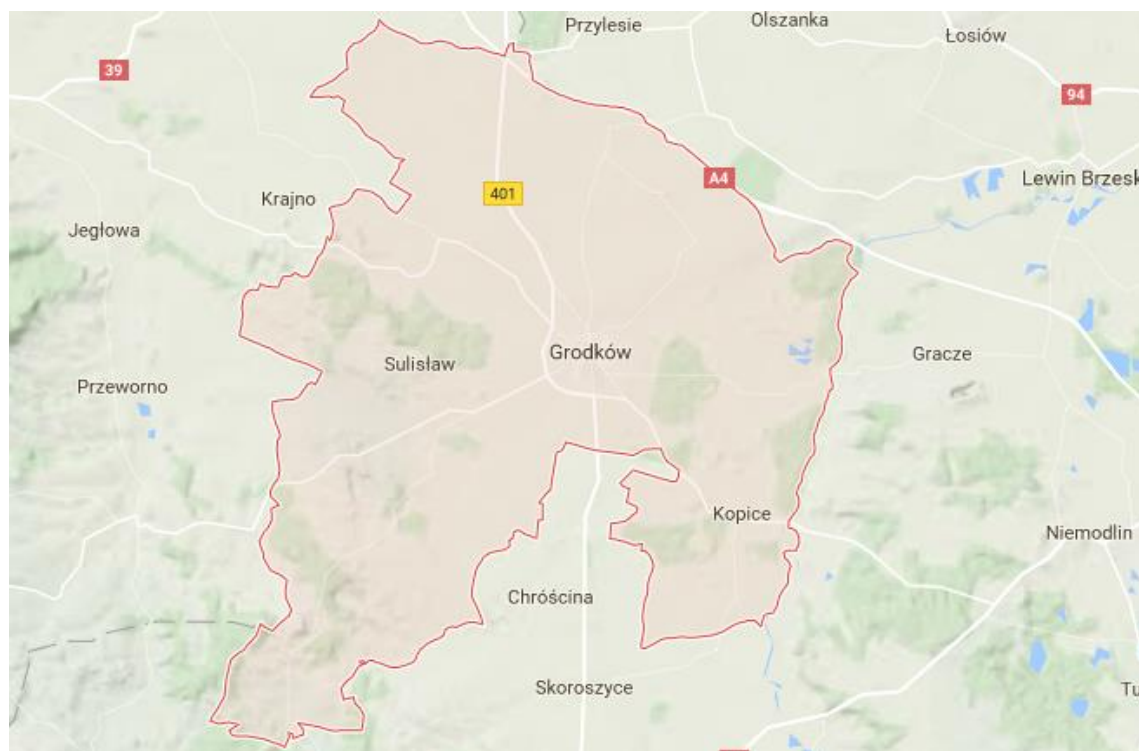 Przylesie
Olszanka
Łosiów
39
94
A4
Lewin Brzesk
401
Krajno
Jegłowa
Grodków
Gracze
Sulisław
Przeworno
Kopice
Niemodlin
Chróścina
Skoroszyce
Tu